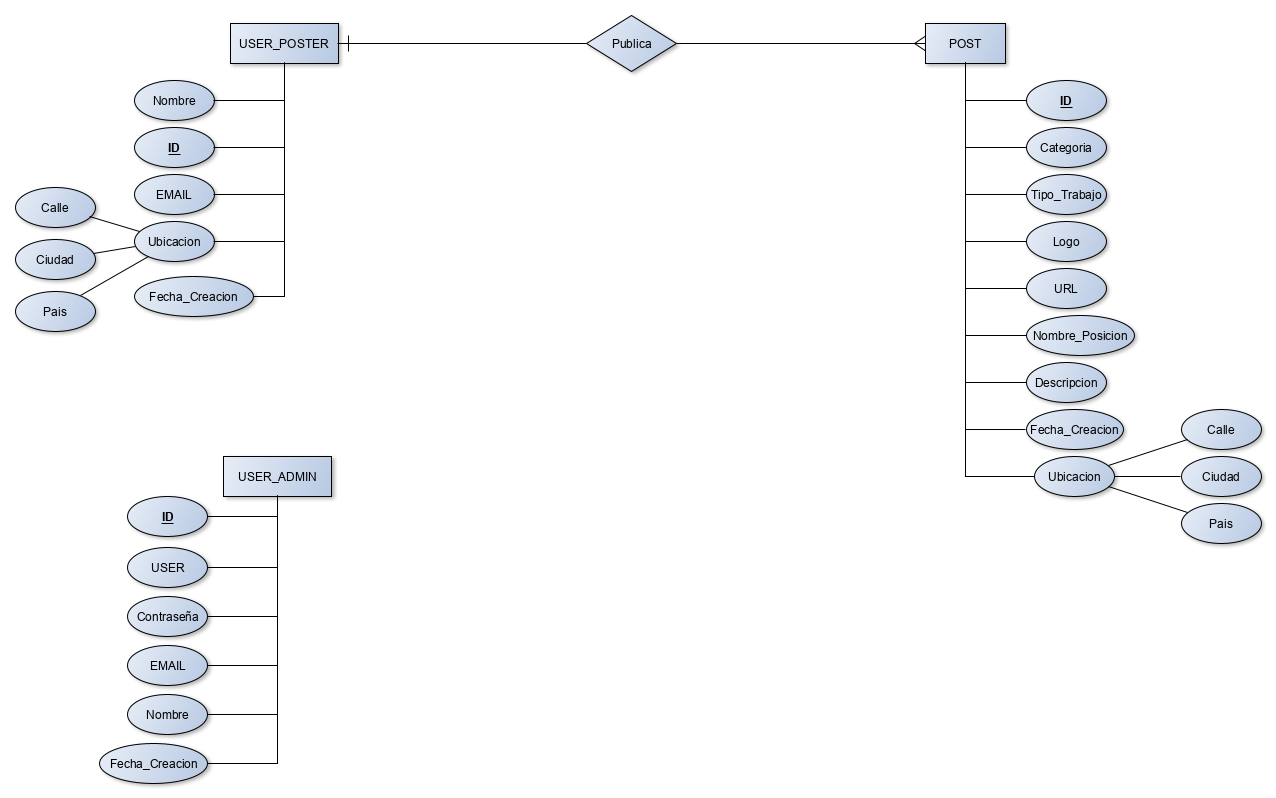 USER_POSTER
Publica
POST
Nombre
ID
EMAIL
Ubicacion
Calle
Ciudad
Pais
Fecha_Creacion
ID
Categoria
Tipo_Trabajo
Logo
URL
Nombre_Posicion
Descripcion
Fecha_Creacion
Ubicacion
Calle
Ciudad
Pais
USER_ADMIN
ID
USER
Contraseña
EMAIL
Nombre
Fecha_Creacion